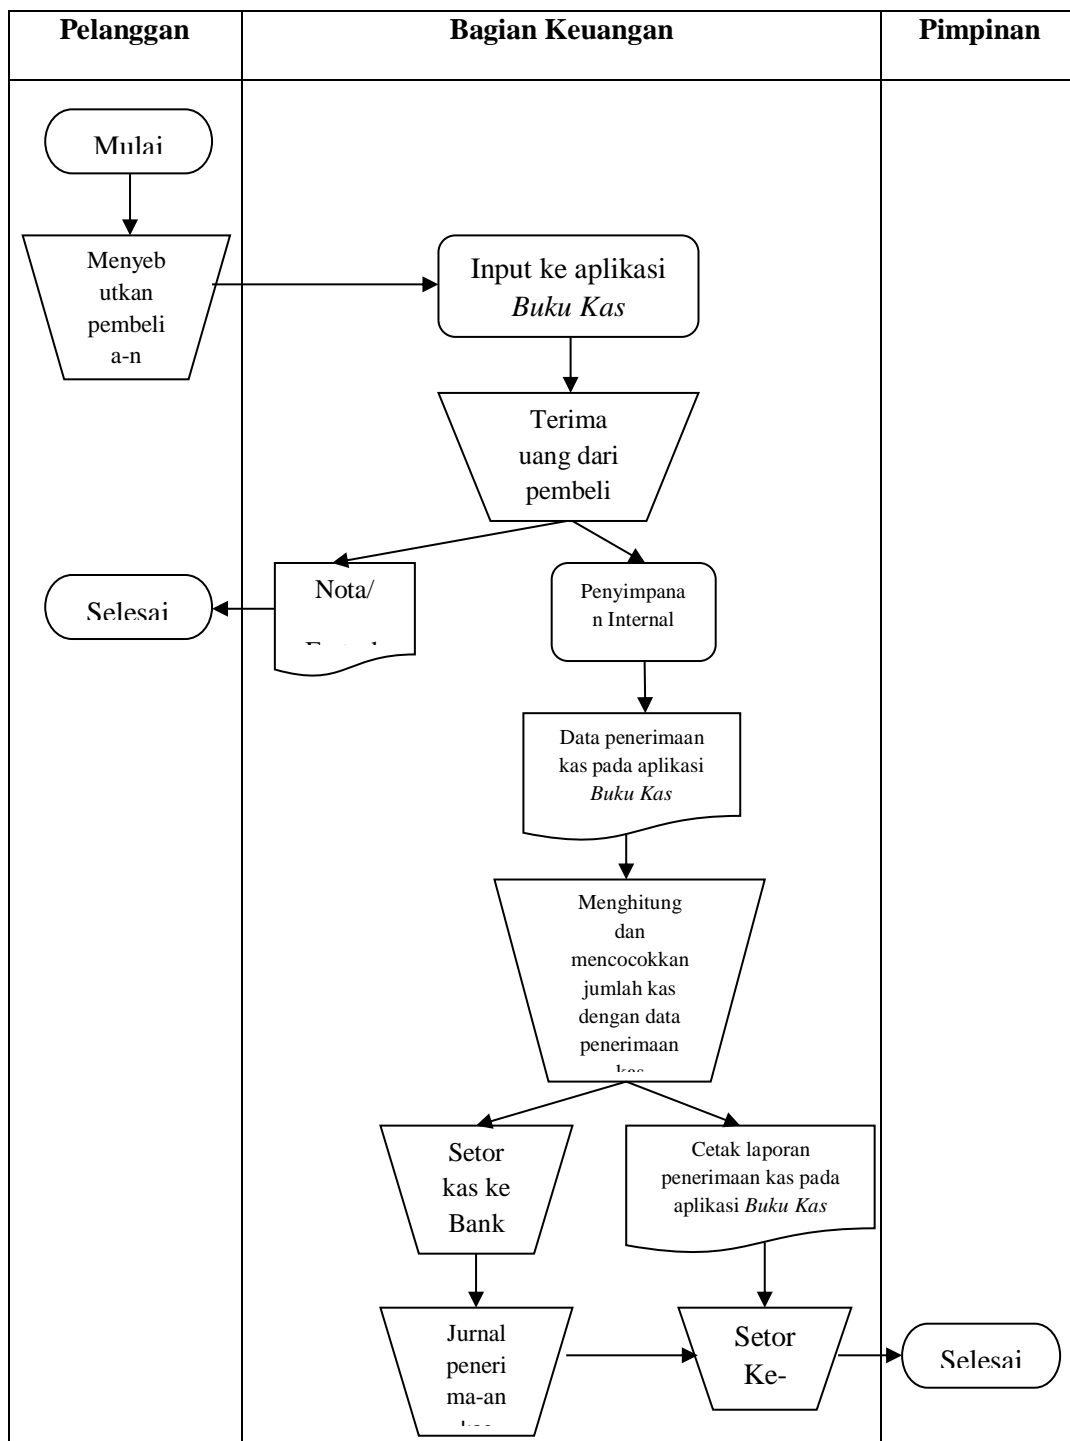 Pelanggan
Bagian Keuangan
Pimpinan
Mulai
Menyeb
utkan
pembeli
a-n
Input ke aplikasi
Buku Kas
Terima
uang dari
pembeli
Nota/
Selesai
Penyimpana
n Internal
Data penerimaan
kas pada aplikasi
Buku Kas
Menghitung
dan
mencocokkan
jumlah kas
dengan data
penerimaan
kas
Setor
kas ke
Bank
Cetak laporan
penerimaan kas pada
aplikasi Buku Kas
Jurnal
peneri
ma-an
kas
Setor
Ke-
Selesai